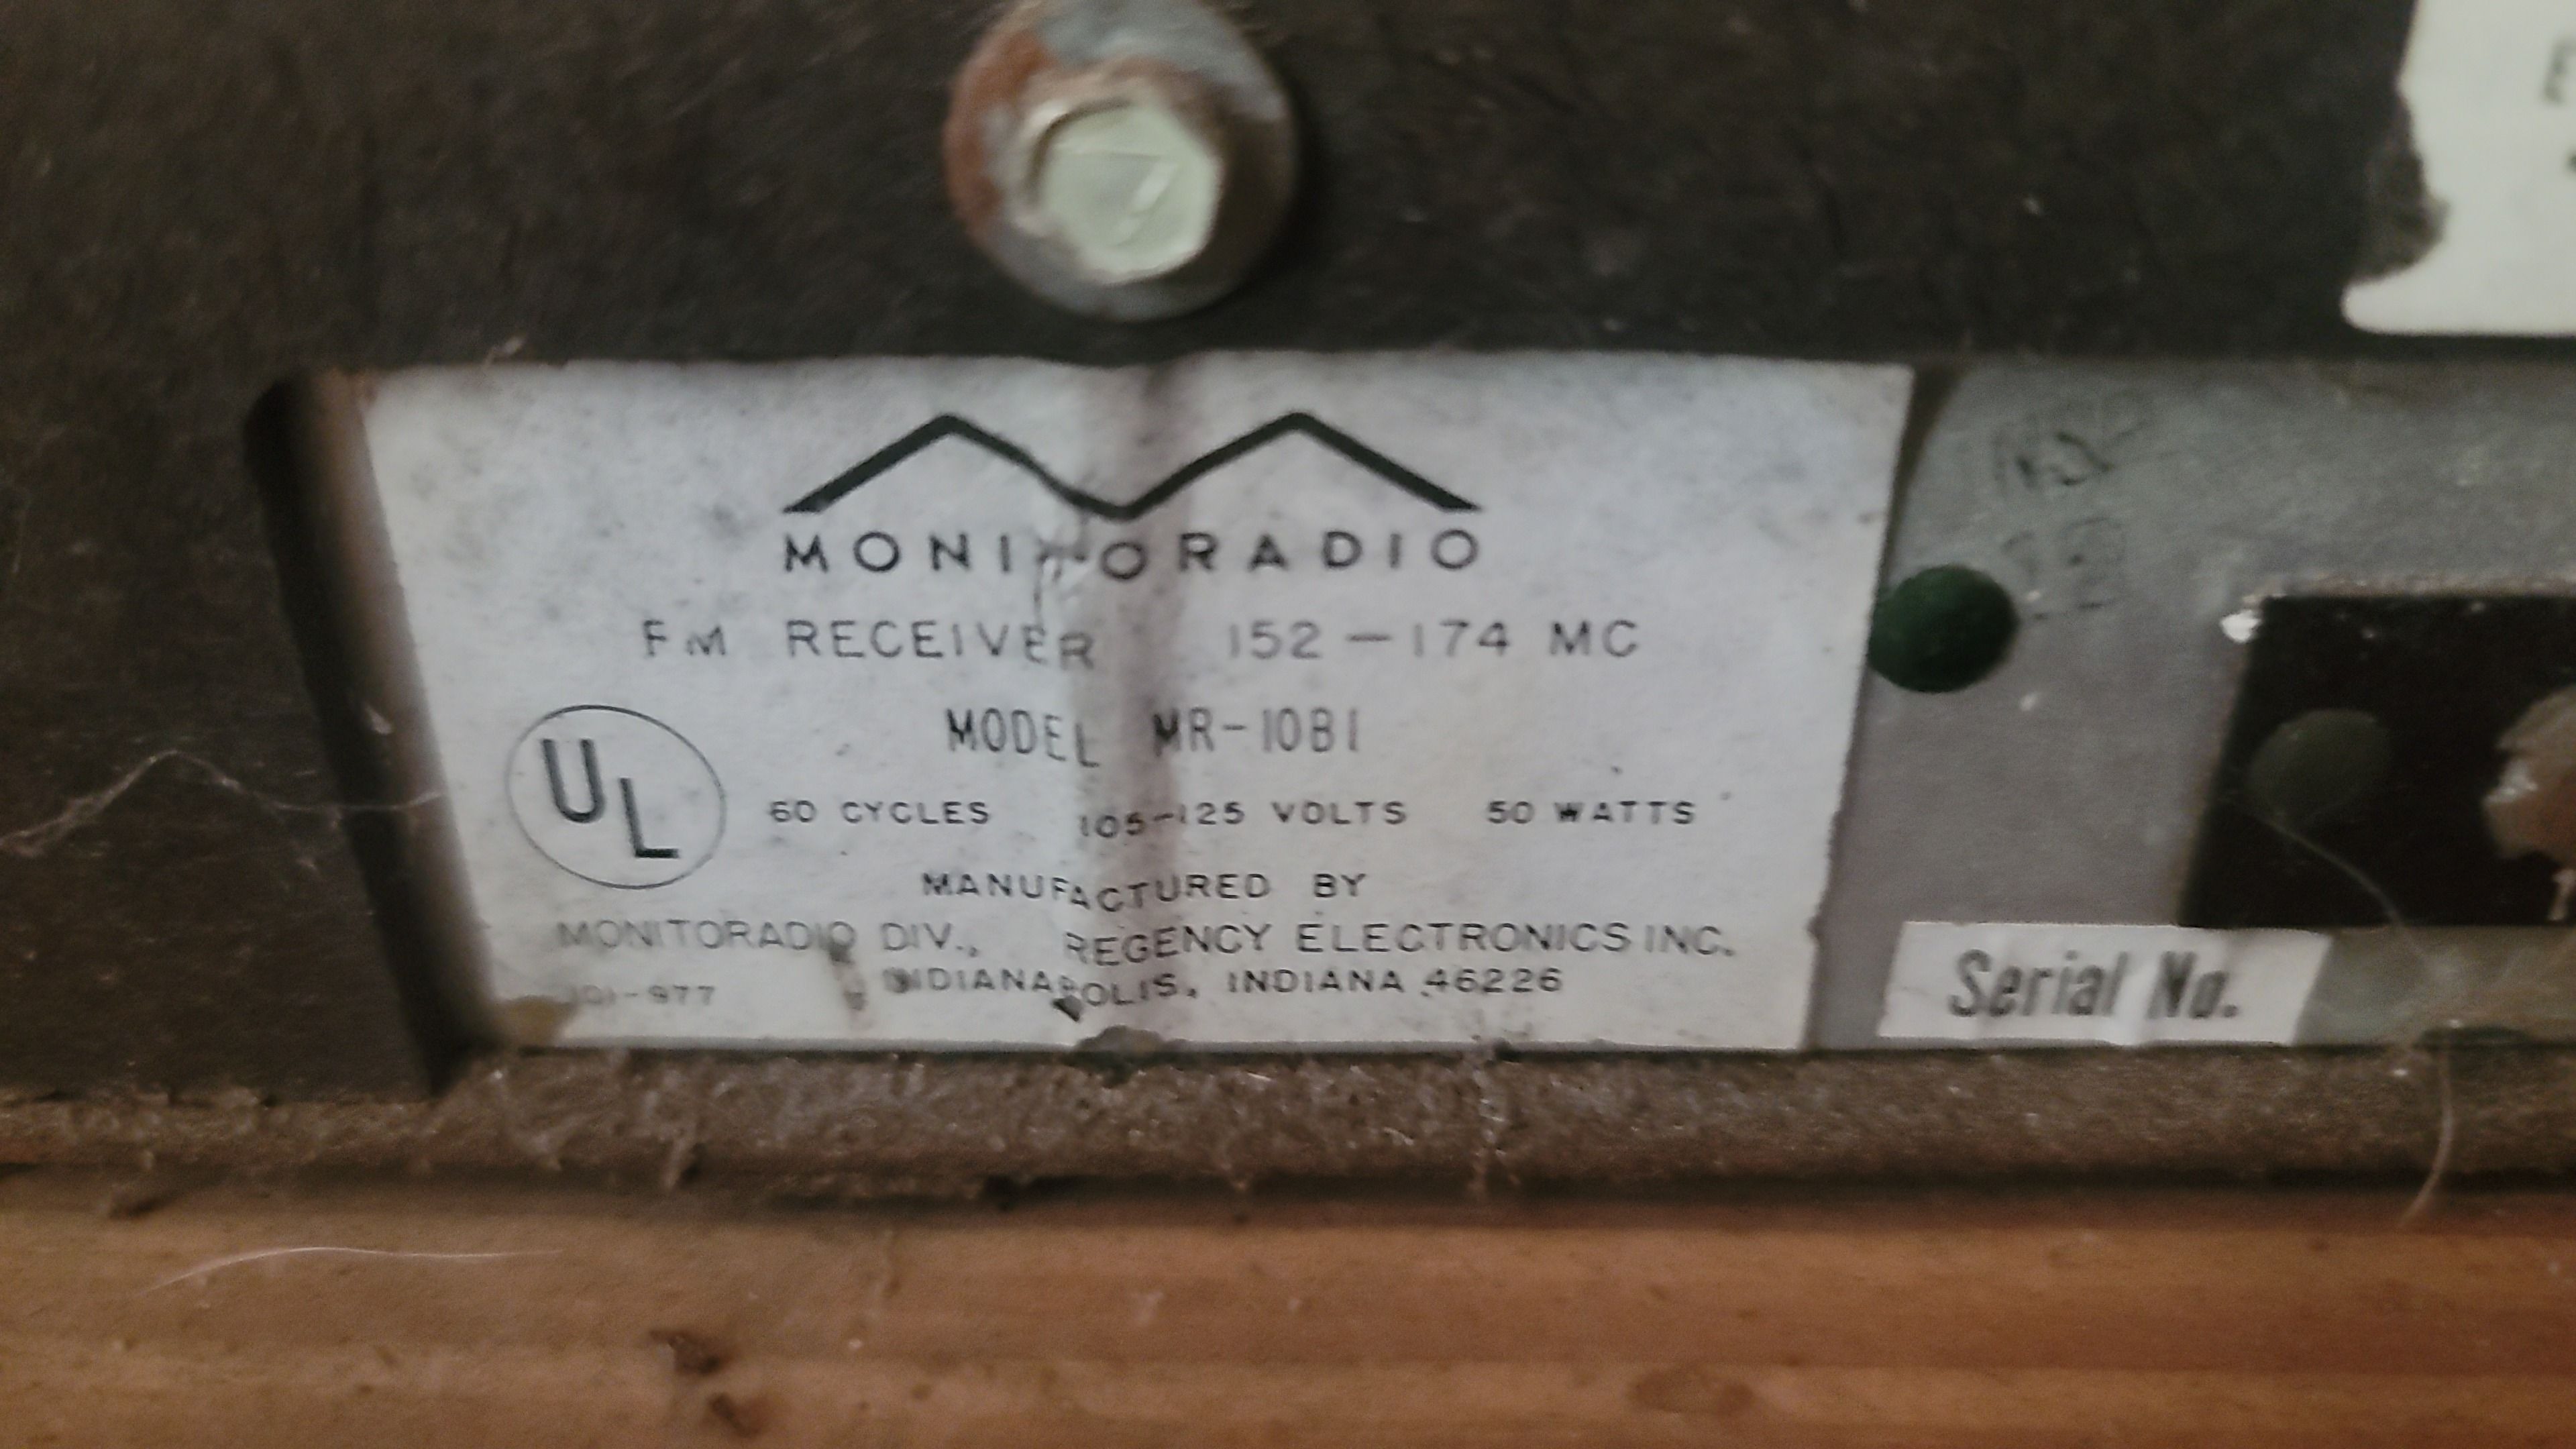 MONITORADIO
FM RECEIVER 152-174 MC
MODEL MR-10B1
UL
60 CYCLES 105-125 VOLTS 50 WATTS
MANUFACTURED BY
MONITORADIO DIV., REGENCY ELECTRONICS INC.
INDIANAPOLIS, INDIANA 46226
Serial No.